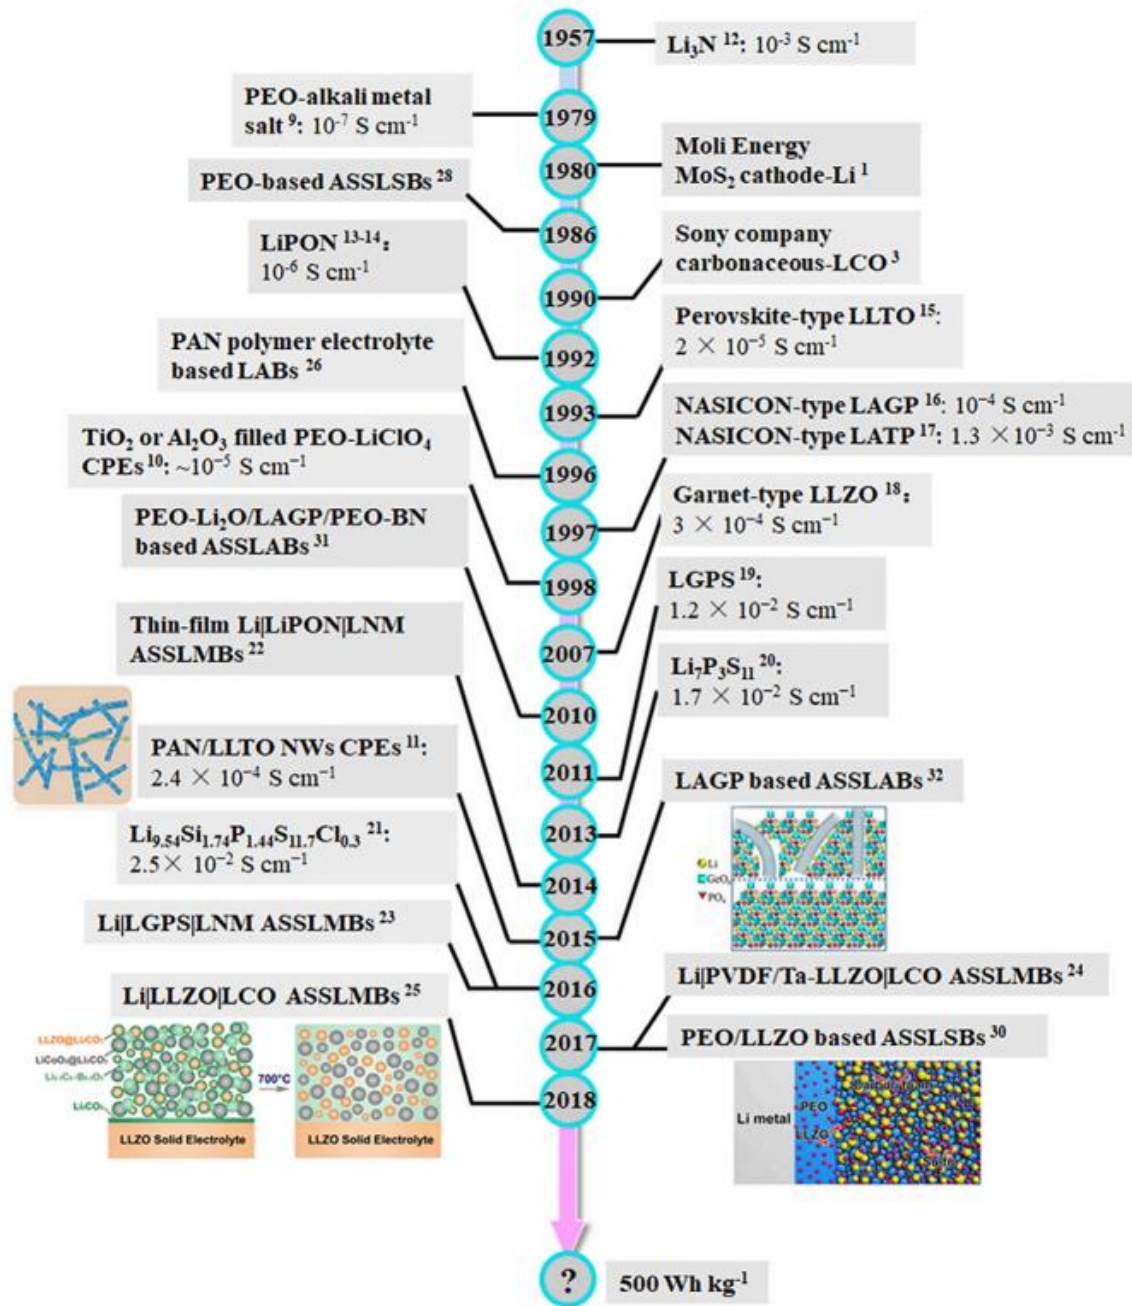 1957
Li₃N ¹²: 10⁻³ S cm⁻¹
PEO-alkali metal
salt ⁹: 10⁻⁷ S cm⁻¹
1979
1980
Moli Energy
MoS₂ cathode-Li ¹
PEO-based ASSLSBs ²⁸
1986
Sony company
carbonaceous-LCO ³
LiPON ¹³⁻¹⁴:
10⁻⁶ S cm⁻¹
1990
1992
Perovskite-type LLTO ¹⁵:
2 × 10⁻⁵ S cm⁻¹
PAN polymer electrolyte
based LABs ²⁶
1993
NASICON-type LAGP ¹⁶: 10⁻⁴ S cm⁻¹
NASICON-type LATP ¹⁷: 1.3 ×10⁻³ S cm⁻¹
TiO₂ or Al₂O₃ filled PEO-LiClO₄
CPEs ¹⁰: ~10⁻⁵ S cm⁻¹
1996
Garnet-type LLZO ¹⁸:
3 × 10⁻⁴ S cm⁻¹
PEO-Li₂O/LAGP/PEO-BN
based ASSLABs ³¹
1997
1998
LGPS ¹⁹:
1.2 × 10⁻² S cm⁻¹
Thin-film Li|LiPON|LNM
ASSLMBs ²²
2007
Li₇P₃S₁₁ ²⁰:
1.7 × 10⁻² S cm⁻¹
2010
PAN/LLTO NWs CPEs ¹¹:
2.4 × 10⁻⁴ S cm⁻¹
2011
LAGP based ASSLABs ³²
Li₉.₅₄Si₁.₇₄P₁.₄₄S₁₁.₇Cl₀.₃ ²¹:
2.5× 10⁻² S cm⁻¹
2013
Li
PO₄
2014
Li|LGPS|LNM ASSLMBs ²³
2015
Li|PVDF/Ta-LLZO|LCO ASSLMBs ²⁴
2016
Li|LLZO|LCO ASSLMBs ²⁵
2017
PEO/LLZO based ASSLSBs ³⁰
700°C
2018
LLZO Solid Electrolyte
LLZO Solid Electrolyte
Li metal
PEO
LLZO
?
500 Wh kg⁻¹